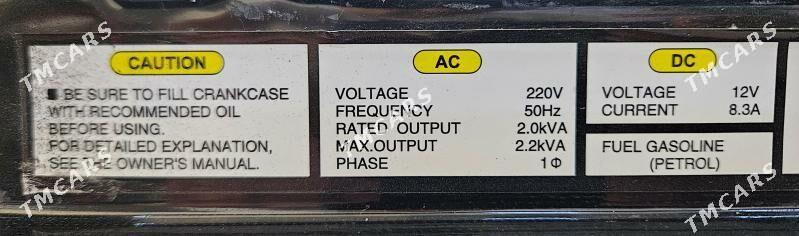 CAUTION
■ BE SURE TO FILL CRANKCASE
WITH RECOMMENDED OIL
BEFORE USING.
FOR DETAILED EXPLANATION,
SEE THE OWNER'S MANUAL.
AC
VOLTAGE 220V
FREQUENCY 50Hz
RATED OUTPUT 2.0kVA
MAX.OUTPUT 2.2kVA
PHASE 1Φ
DC
VOLTAGE 12V
CURRENT 8.3A
FUEL GASOLINE
(PETROL)
TMCARS
TMCARS
TMCARS
TMCARS
TMCARS
TMCARS